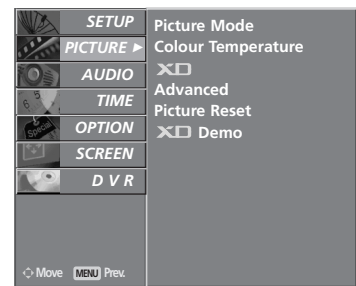 SETUP
PICTURE ►
AUDIO
TIME
OPTION
SCREEN
D V R
Move MENU Prev.
Picture Mode
Colour Temperature
XD
Advanced
Picture Reset
XD Demo
Special